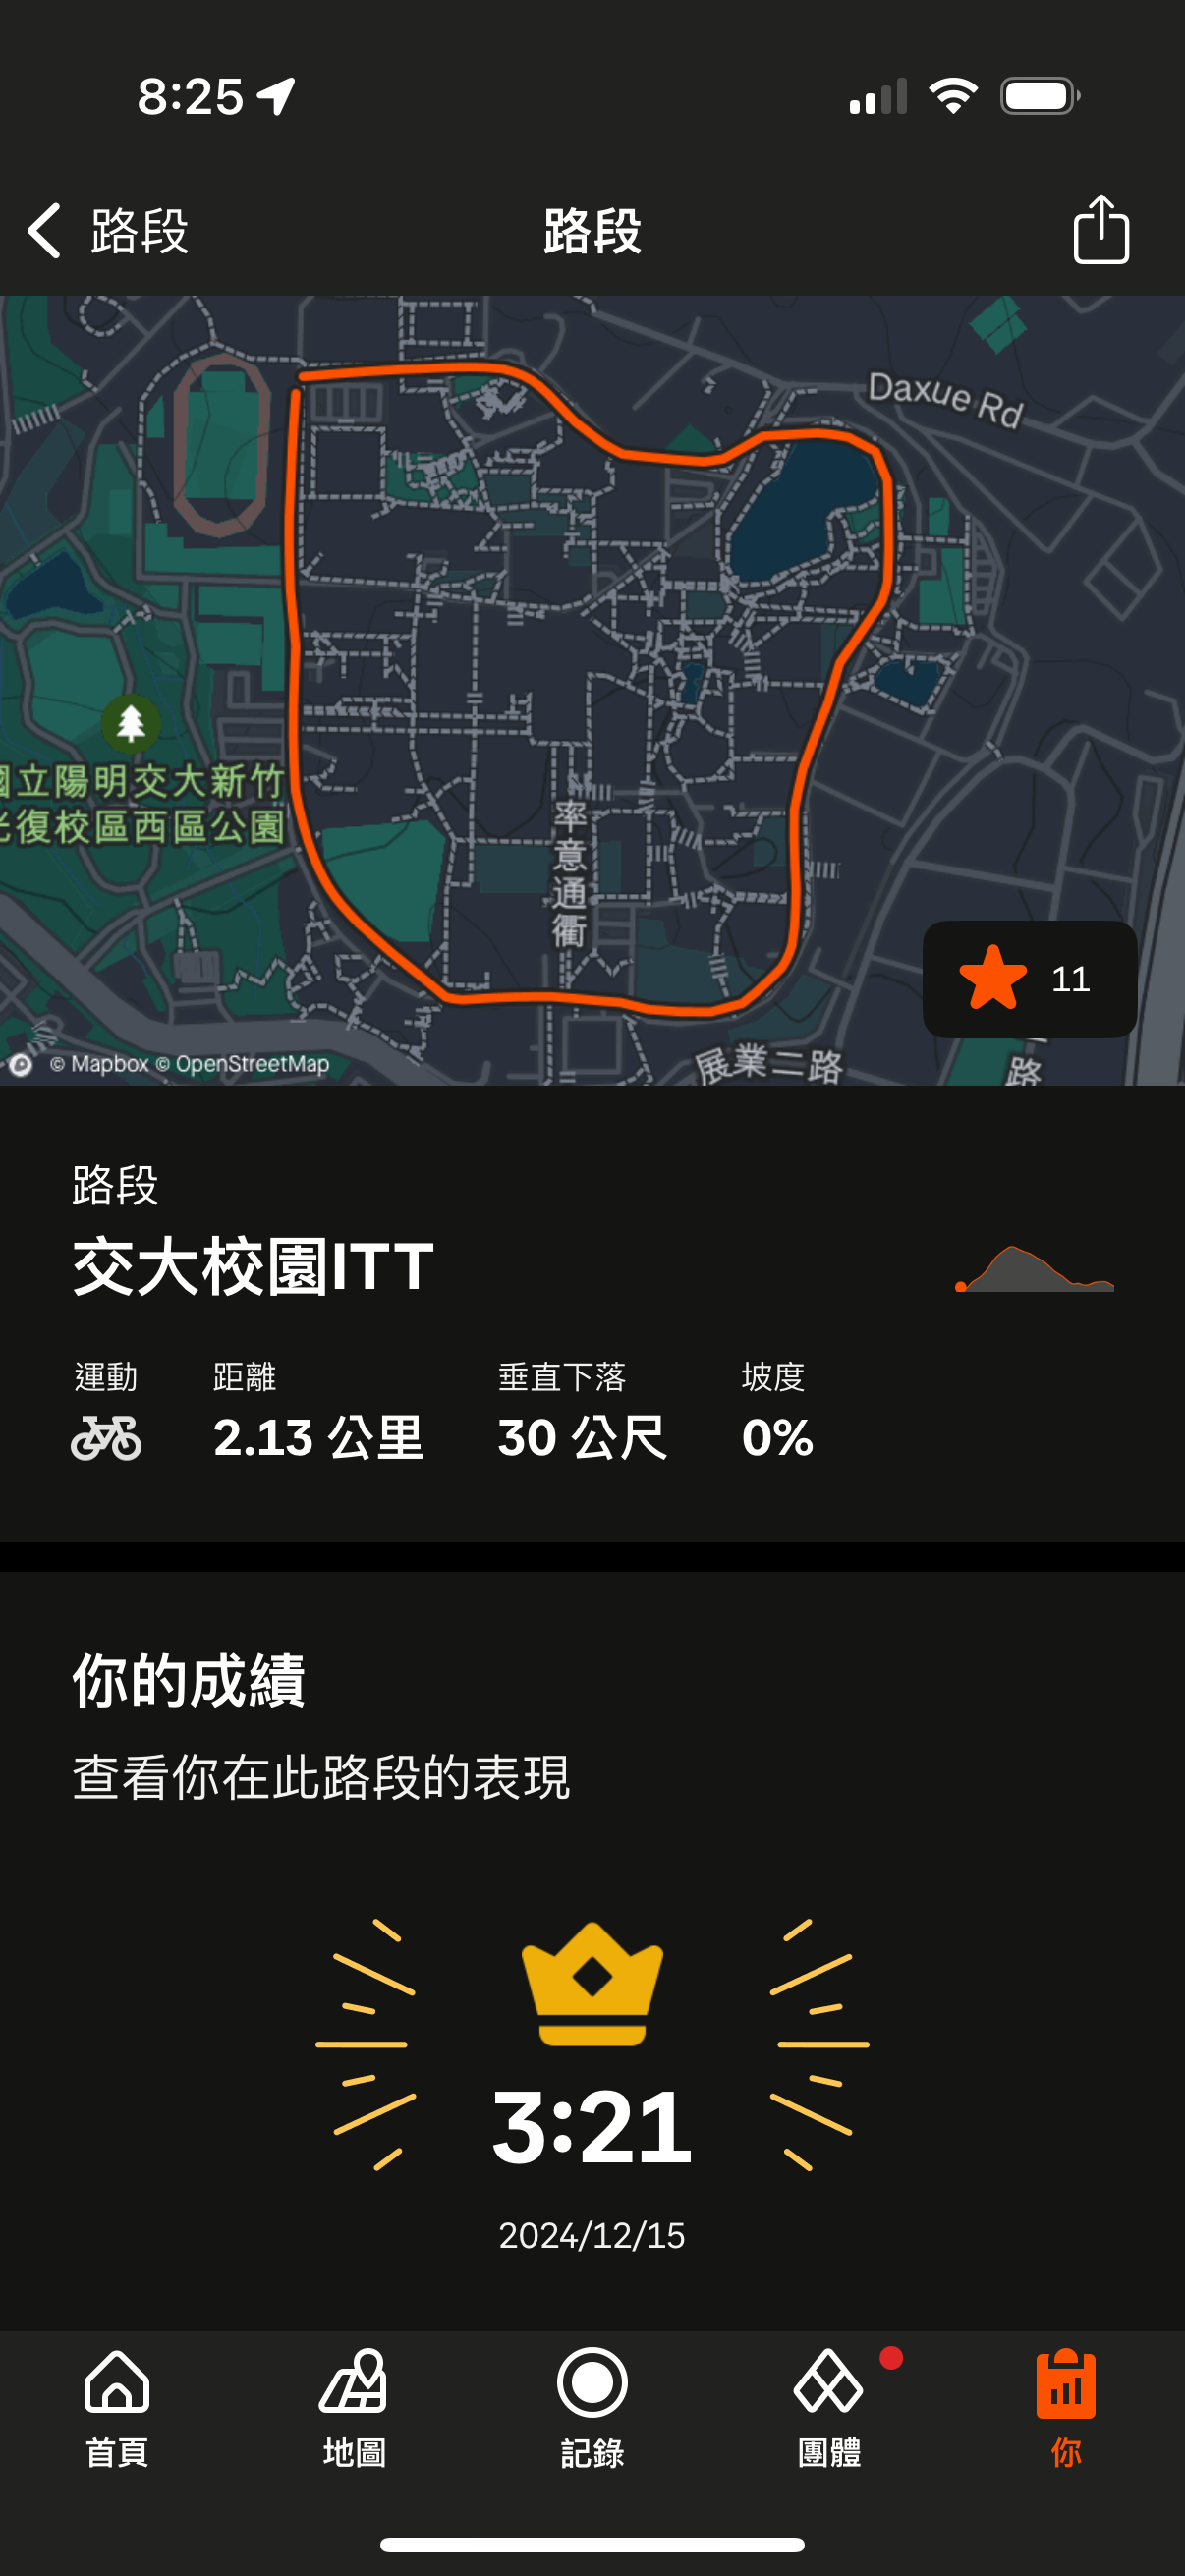 8:25
路段
路段
Daxue Rd
國立陽明交大新竹
光復校區西區公園
率意通衢
11
展業二路
路
© Mapbox © OpenStreetMap
路段
交大校園ITT
運動 距離 垂直下落 坡度
2.13 公里 30 公尺 0%
你的成績
查看你在此路段的表現
3:21
2024/12/15
首頁 地圖 記錄 團體 你